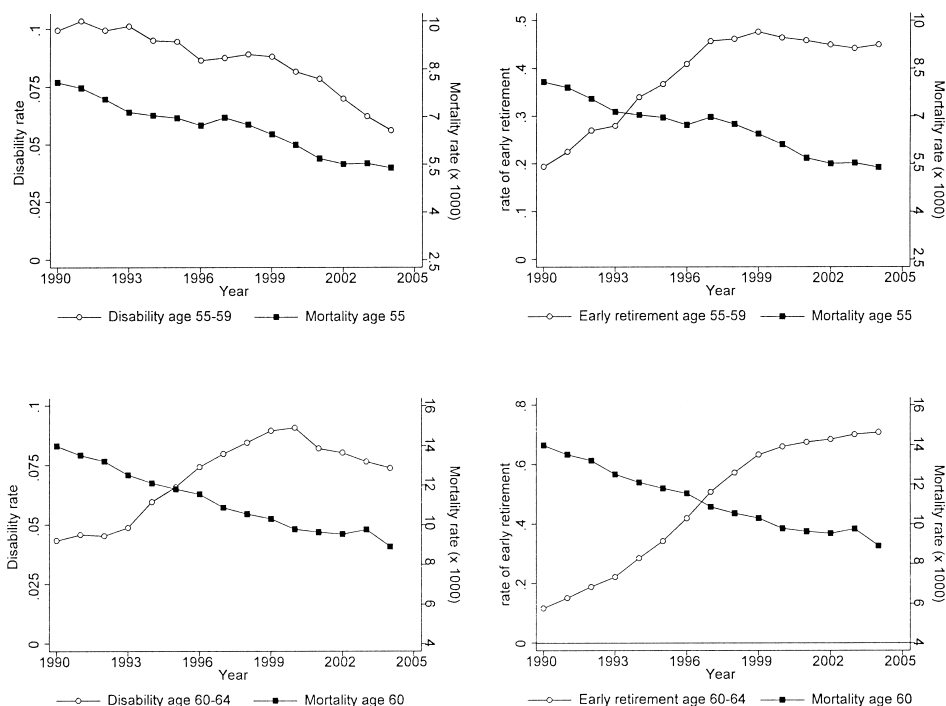 Disability rate
0 .025 .05 .075 .1
Mortality rate (x 1000)
2.5 4 5.5 7 8.5 10
1990 1993 1996 1999 2002 2005
Year
Disability age 55-59 Mortality age 55
rate of early retirement
0 .1 .2 .3 .4 .5
Mortality rate (x 1000)
2.5 4 5.5 7 8.5 10
1990 1993 1996 1999 2002 2005
Year
Early retirement age 55-59 Mortality age 55
Disability rate
0 .025 .05 .075 .1
Mortality rate (x 1000)
4 6 8 10 12 14 16
1990 1993 1996 1999 2002 2005
Year
Disability age 60-64 Mortality age 60
rate of early retirement
0 .2 .4 .6 .8
Mortality rate (x 1000)
4 6 8 10 12 14 16
1990 1993 1996 1999 2002 2005
Year
Early retirement age 60-64 Mortality age 60